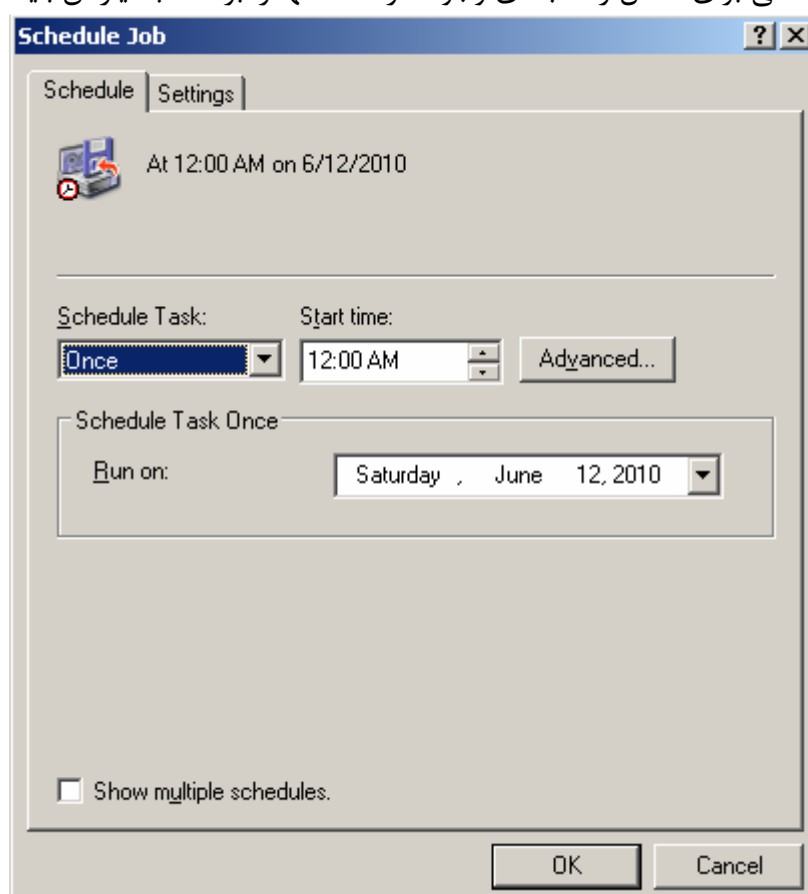 Schedule Job
Schedule Settings
At 12:00 AM on 6/12/2010
Schedule Task: Start time:
Once 12:00 AM Advanced...
Schedule Task Once
Run on: Saturday , June 12, 2010
Show multiple schedules.
OK Cancel